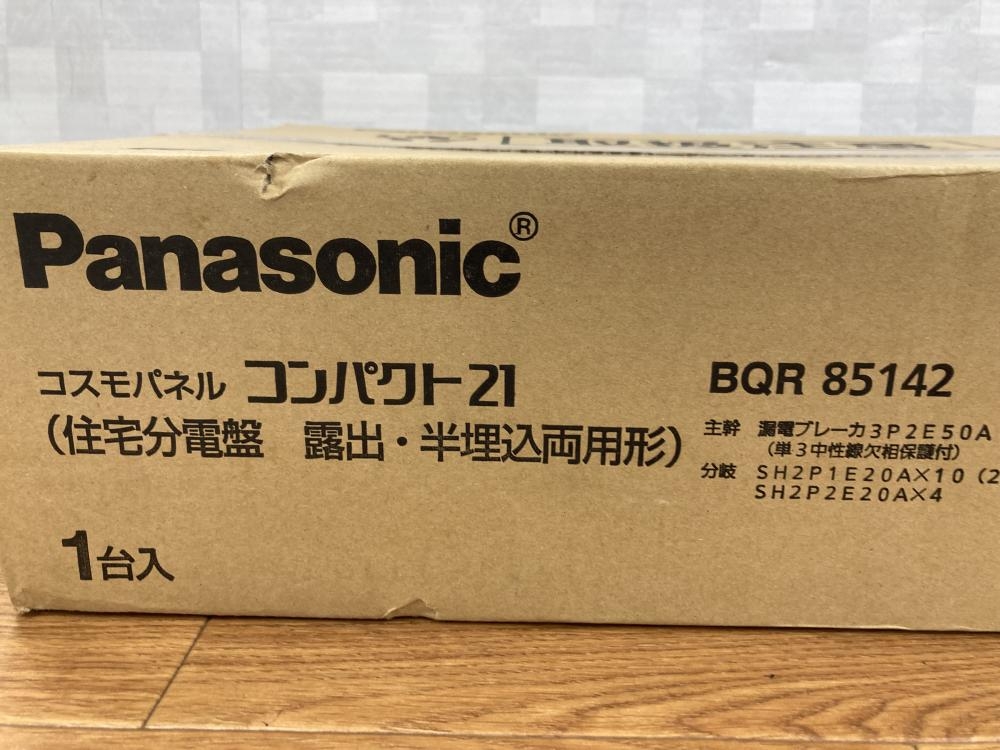 Panasonic®
コスモパネル コンパクト21
(住宅分電盤 露出・半埋込両用形)
1台入
BQR 85142
主幹 漏電ブレーカ3P2E50A
(単3中性線欠相保護付)
分岐 SH2P1E20A×10 (2
SH2P2E20A×4